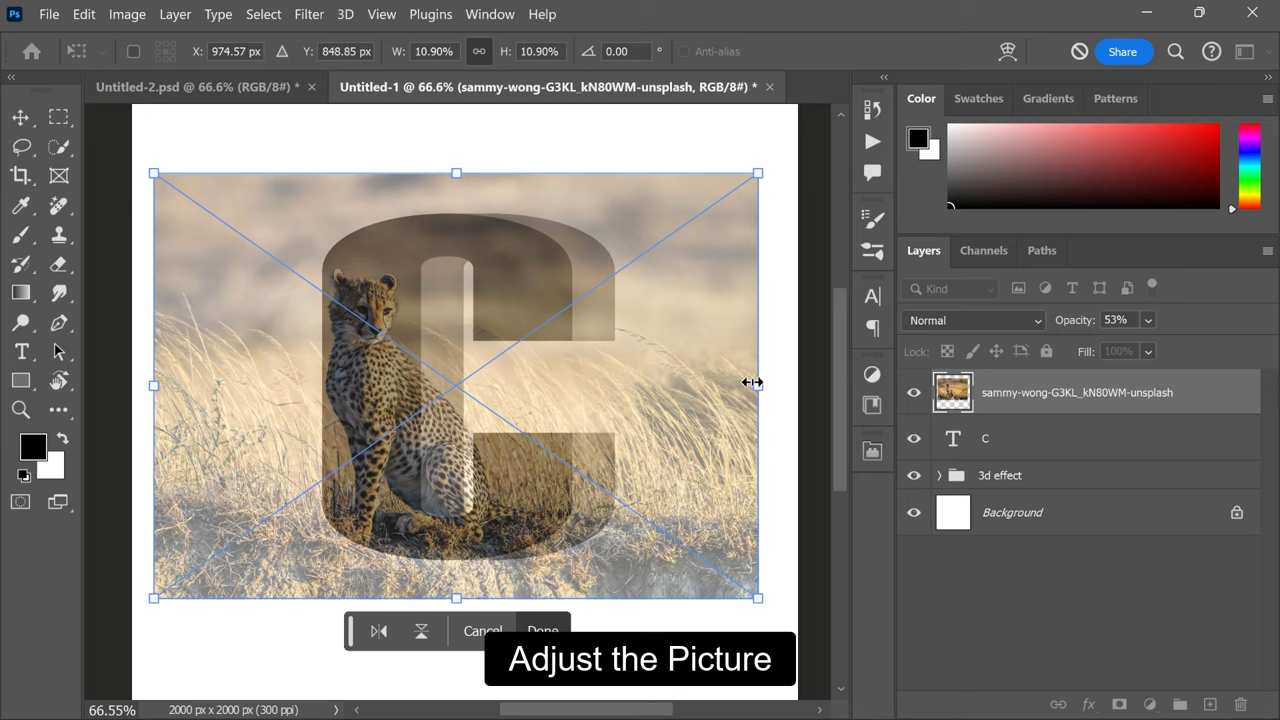 Ps File Edit Image Layer Type Select Filter 3D View Plugins Window Help
X: 974.57 px Y: 848.85 px W: 10.90% H: 10.90% 0.00 ° Anti-alias Share
Untitled-2.psd @ 66.6% (RGB/8#) * Untitled-1 @ 66.6% (sammy-wong-G3KL_kN80WM-unsplash, RGB/8#) *
Color Swatches Gradients Patterns
Layers Channels Paths
Kind
Normal Opacity: 53%
Lock: Fill: 100%
sammy-wong-G3KL_kN80WM-unsplash
C
3d effect
Background
Cancel Done
Adjust the Picture
66.55% 2000 px x 2000 px (300 ppi)